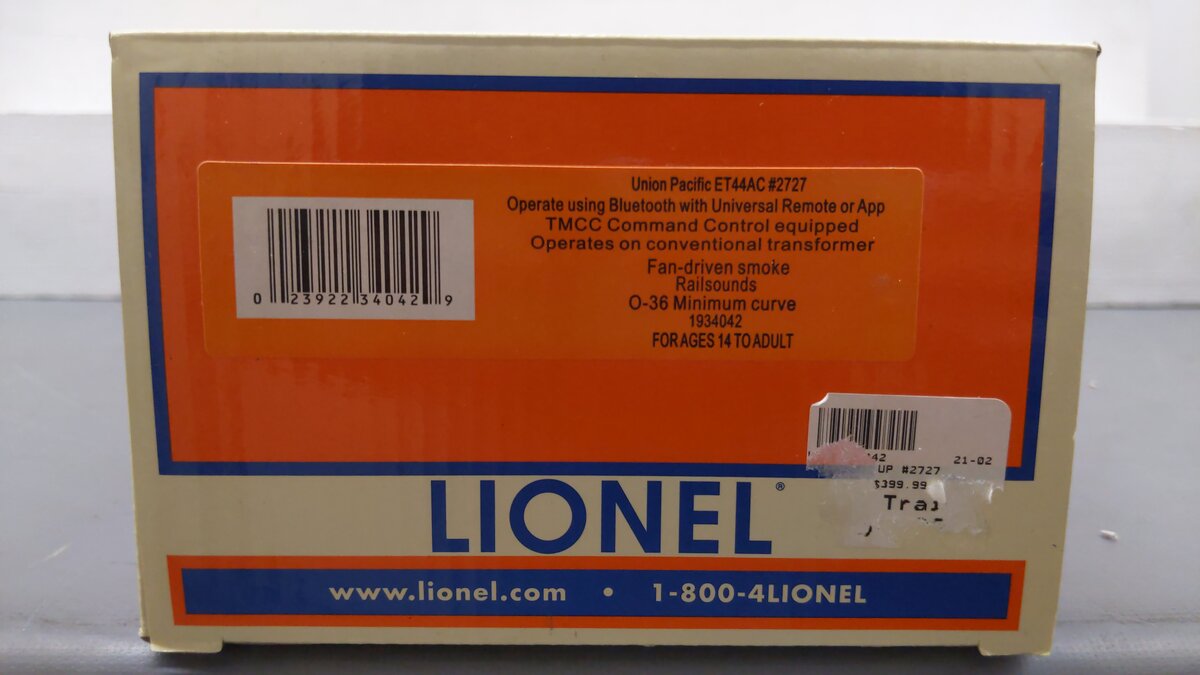 Union Pacific ET44AC #2727
Operate using Bluetooth with Universal Remote or App
TMCC Command Control equipped
Operates on conventional transformer
Fan-driven smoke
Railsounds
O-36 Minimum curve
1934042
FOR AGES 14 TO ADULT
0 23922 34042 9
42 21-02
UP #2727
$399.99
LIONEL®
www.lionel.com • 1-800-4LIONEL